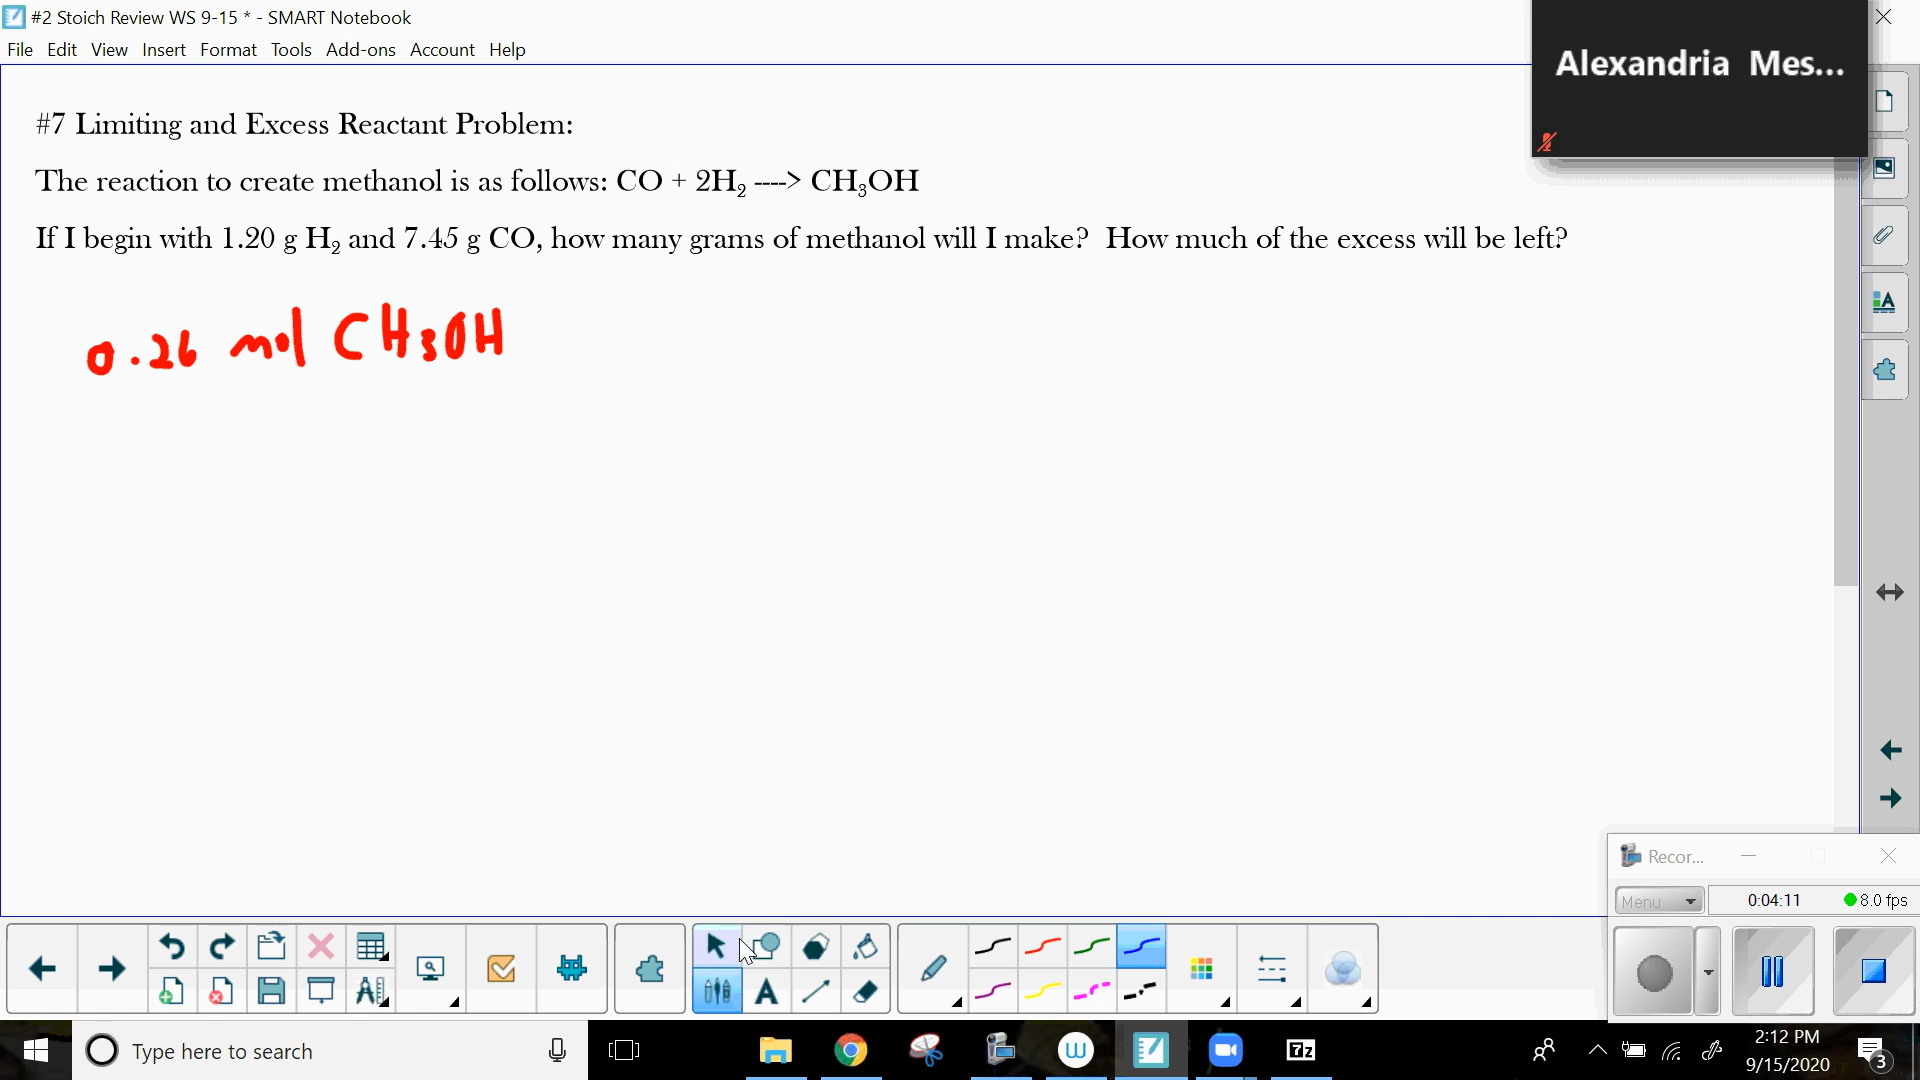 #2 Stoich Review WS 9-15 * - SMART Notebook
File Edit View Insert Format Tools Add-ons Account Help
Alexandria Mes...
#7 Limiting and Excess Reactant Problem:
The reaction to create methanol is as follows: CO + 2H₂ ----> CH₃OH
If I begin with 1.20 g H₂ and 7.45 g CO, how many grams of methanol will I make? How much of the excess will be left?
0.26 mol CH3OH
Recor...
Menu
0:04:11
8.0 fps
Type here to search
2:12 PM
9/15/2020
3